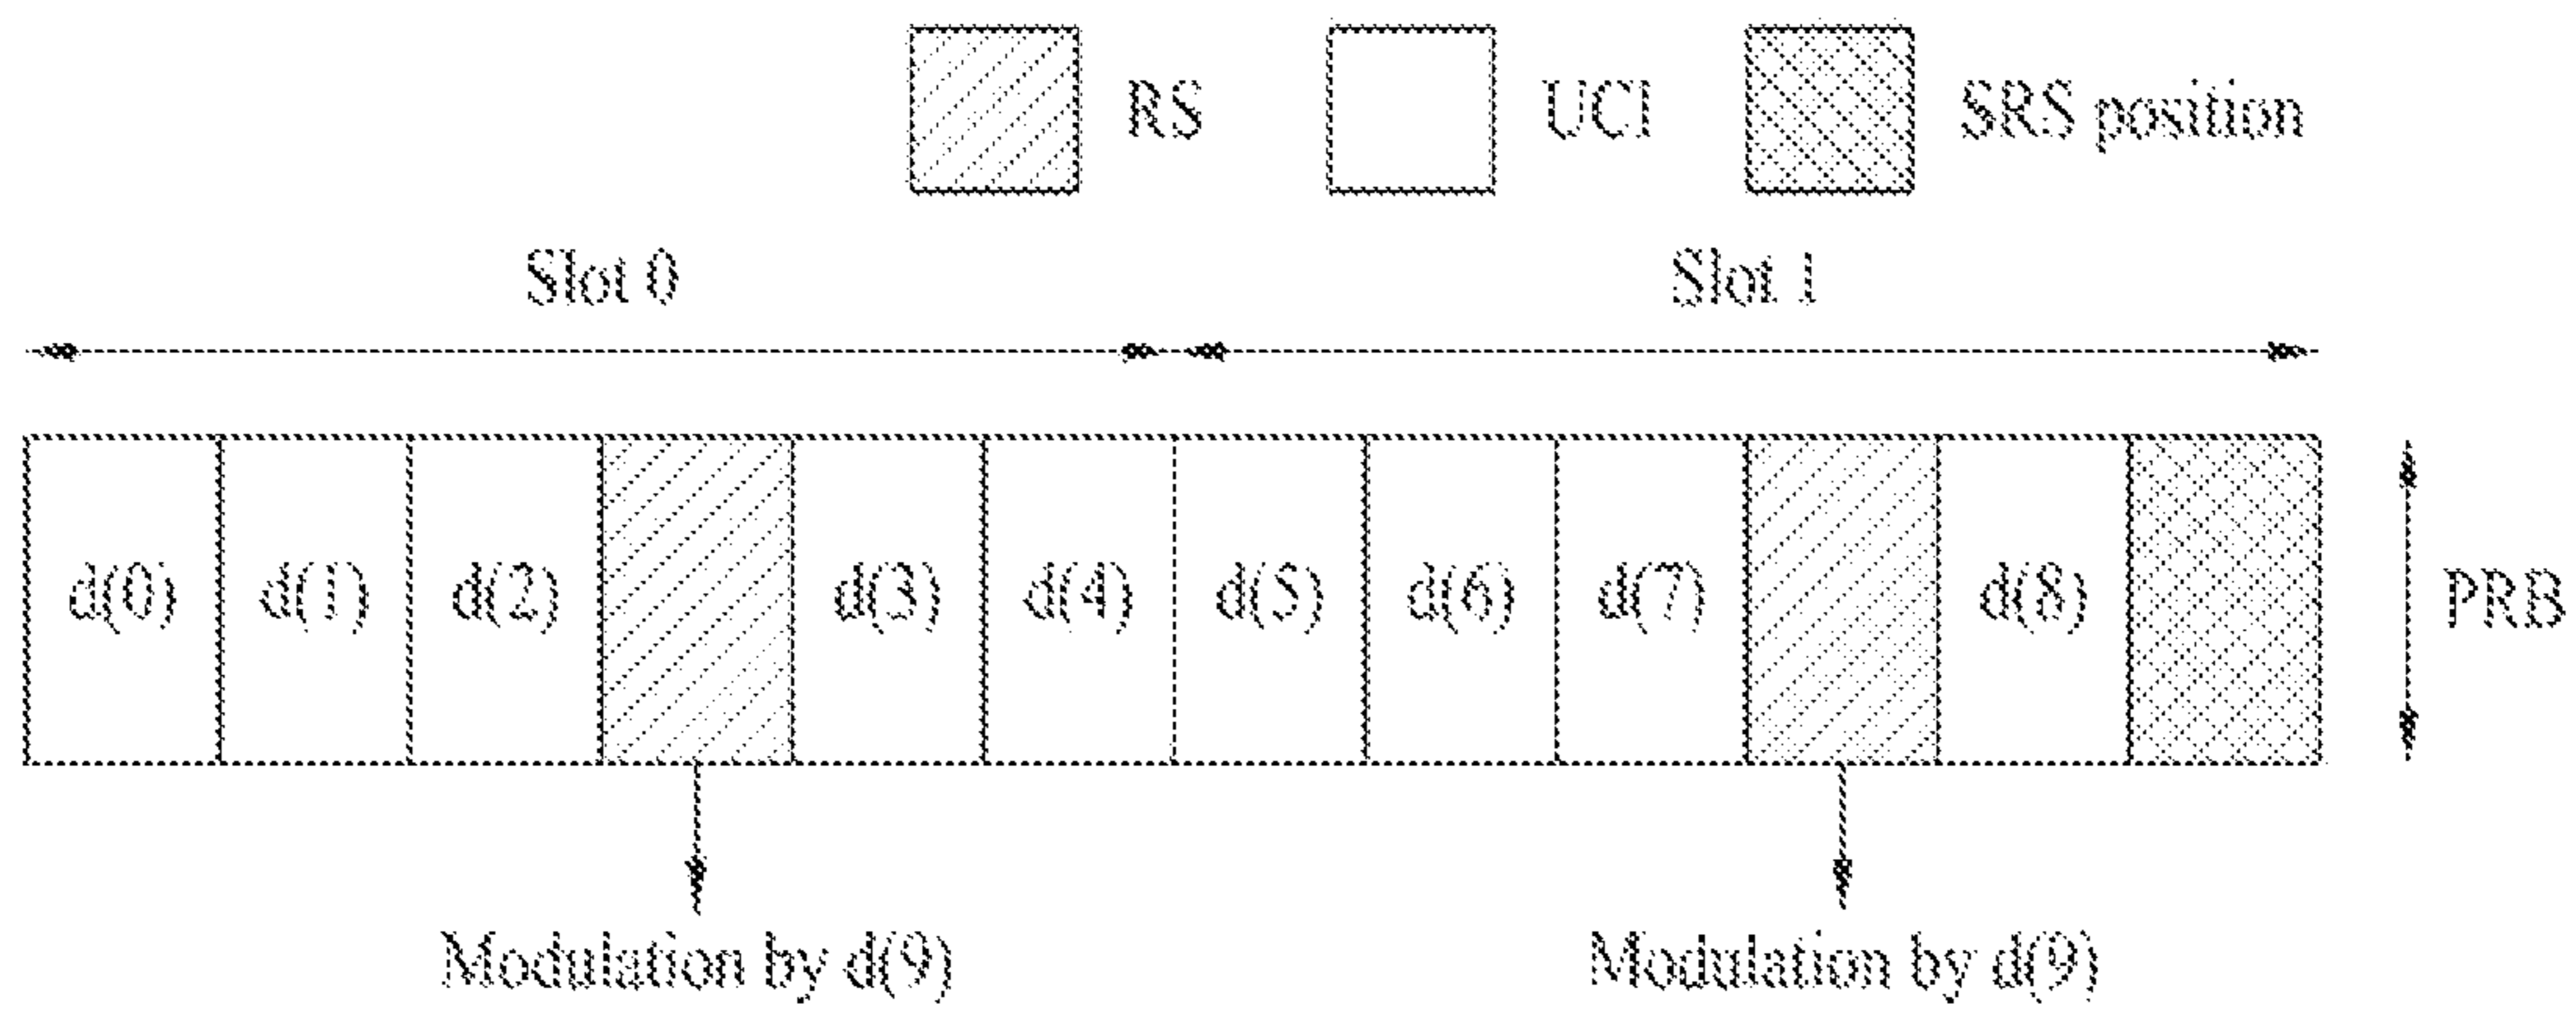 RS UCI SRS position
Slot 0 Slot 1
d(0) d(1) d(2) d(3) d(4) d(5) d(6) d(7) d(8) PRB
Modulation by d(9) Modulation by d(9)